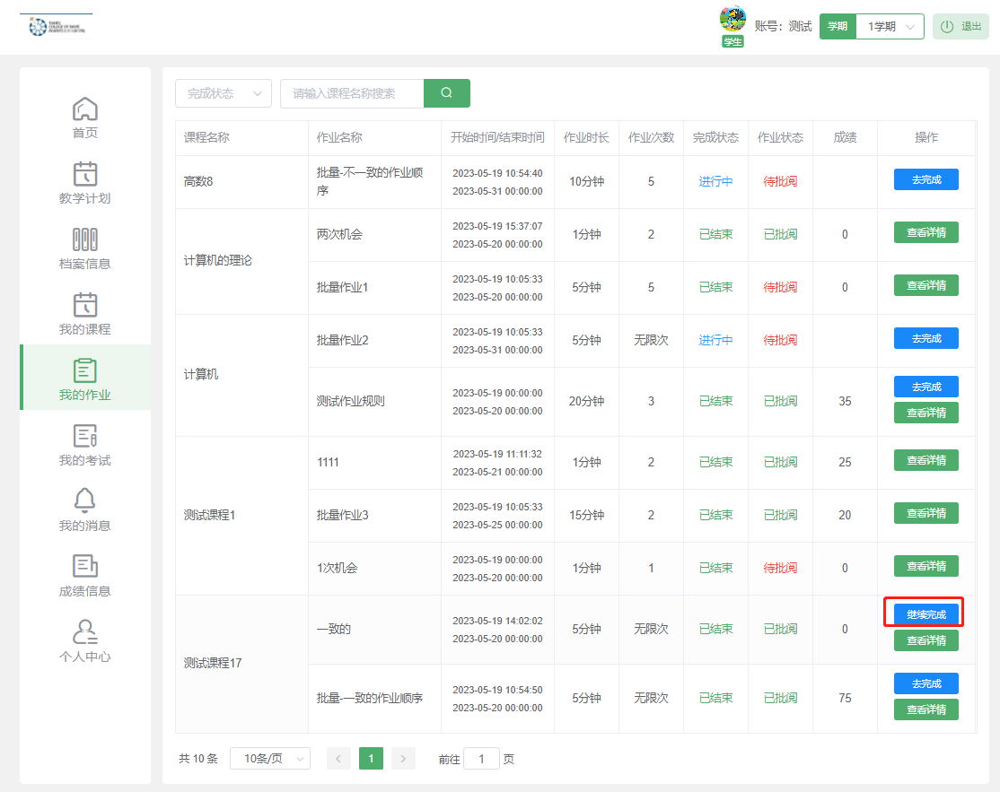 学生
账号：测试
学期
1学期
退出
首页
教学计划
档案信息
我的课程
我的作业
我的考试
我的消息
成绩信息
个人中心
完成状态
请输入课程名称搜索
课程名称 作业名称 开始时间/结束时间 作业时长 作业次数 完成状态 作业状态 成绩 操作
高数8 批量-不一致的作业顺序 2023-05-19 10:54:40 2023-05-31 00:00:00 10分钟 5 进行中 待批阅 去完成
计算机的理论 两次机会 2023-05-19 15:37:07 2023-05-20 00:00:00 1分钟 2 已结束 已批阅 0 查看详情
批量作业1 2023-05-19 10:05:33 2023-05-20 00:00:00 5分钟 5 已结束 待批阅 0 查看详情
计算机 批量作业2 2023-05-19 10:05:33 2023-05-31 00:00:00 5分钟 无限次 进行中 待批阅 去完成
测试作业规则 2023-05-19 00:00:00 2023-05-20 00:00:00 20分钟 3 已结束 已批阅 35 去完成 查看详情
测试课程1 1111 2023-05-19 11:11:32 2023-05-21 00:00:00 1分钟 2 已结束 已批阅 25 查看详情
批量作业3 2023-05-19 10:05:33 2023-05-25 00:00:00 15分钟 2 已结束 已批阅 20 查看详情
1次机会 2023-05-19 00:00:00 2023-05-20 00:00:00 1分钟 1 已结束 待批阅 0 查看详情
测试课程17 一致的 2023-05-19 14:02:02 2023-05-20 00:00:00 5分钟 无限次 已结束 已批阅 0 继续完成 查看详情
批量-一致的作业顺序 2023-05-19 10:54:50 2023-05-20 00:00:00 5分钟 无限次 已结束 已批阅 75 去完成 查看详情
共 10 条 10条/页 1 前往 1 页